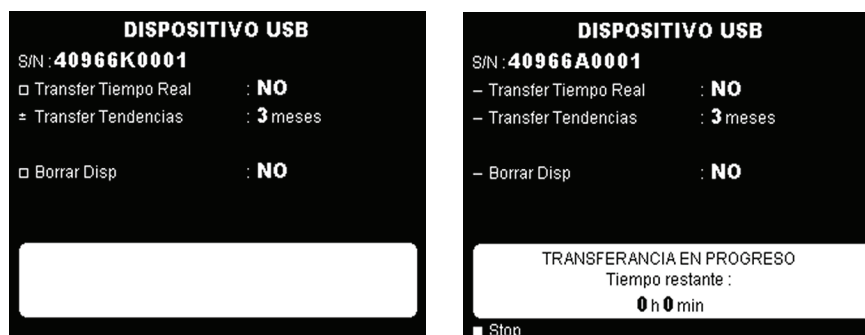 DISPOSITIVO USB
S/N : 40966K0001
Transfer Tiempo Real : NO
± Transfer Tendencias : 3 meses
Borrar Disp : NO
DISPOSITIVO USB
S/N : 40966A0001
– Transfer Tiempo Real : NO
– Transfer Tendencias : 3 meses
– Borrar Disp : NO
TRANSFERANCIA EN PROGRESO
Tiempo restante :
0 h 0 min
Stop